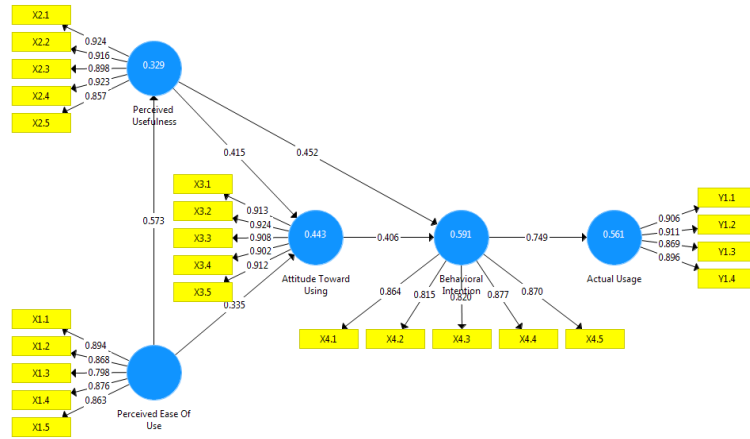 X2.1
X2.2
X2.3
X2.4
X2.5
0.924
0.916
0.898
0.923
0.857
0.329
Perceived
Usefulness
0.415
0.452
0.573
X3.1
X3.2
X3.3
X3.4
X3.5
0.913
0.924
0.908
0.902
0.912
0.443
Attitude Toward
Using
0.335
0.406
0.591
Behavioral
Intention
0.749
0.561
Actual Usage
0.906
0.911
0.869
0.896
Y1.1
Y1.2
Y1.3
Y1.4
0.864
0.815
0.820
0.877
0.870
X4.1
X4.2
X4.3
X4.4
X4.5
X1.1
X1.2
X1.3
X1.4
X1.5
0.894
0.868
0.798
0.876
0.863
Perceived Ease Of
Use